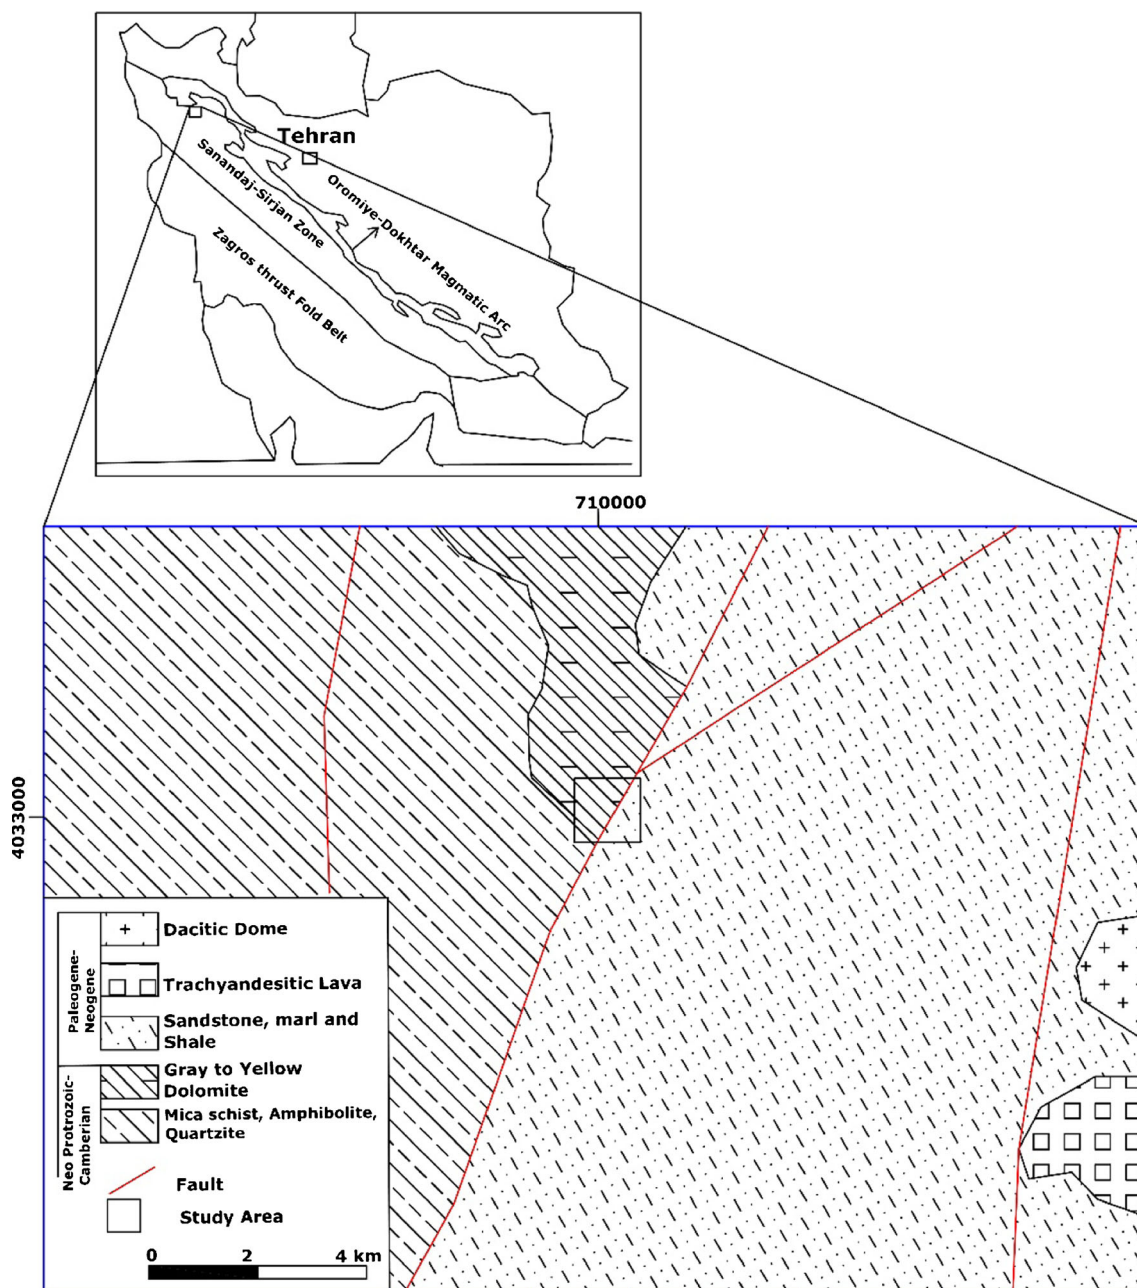 Tehran
Sanandaj-Sirjan Zone
Oromiye-Dokhtar Magmatic Arc
Zagros thrust Fold Belt
710000
4033000
Paleogene-
Neogene
Dacitic Dome
Trachyandesitic Lava
Sandstone, marl and
Shale
Neo Protrozoic-
Camberian
Gray to Yellow
Dolomite
Mica schist, Amphibolite,
Quartzite
Fault
Study Area
0 2 4 km